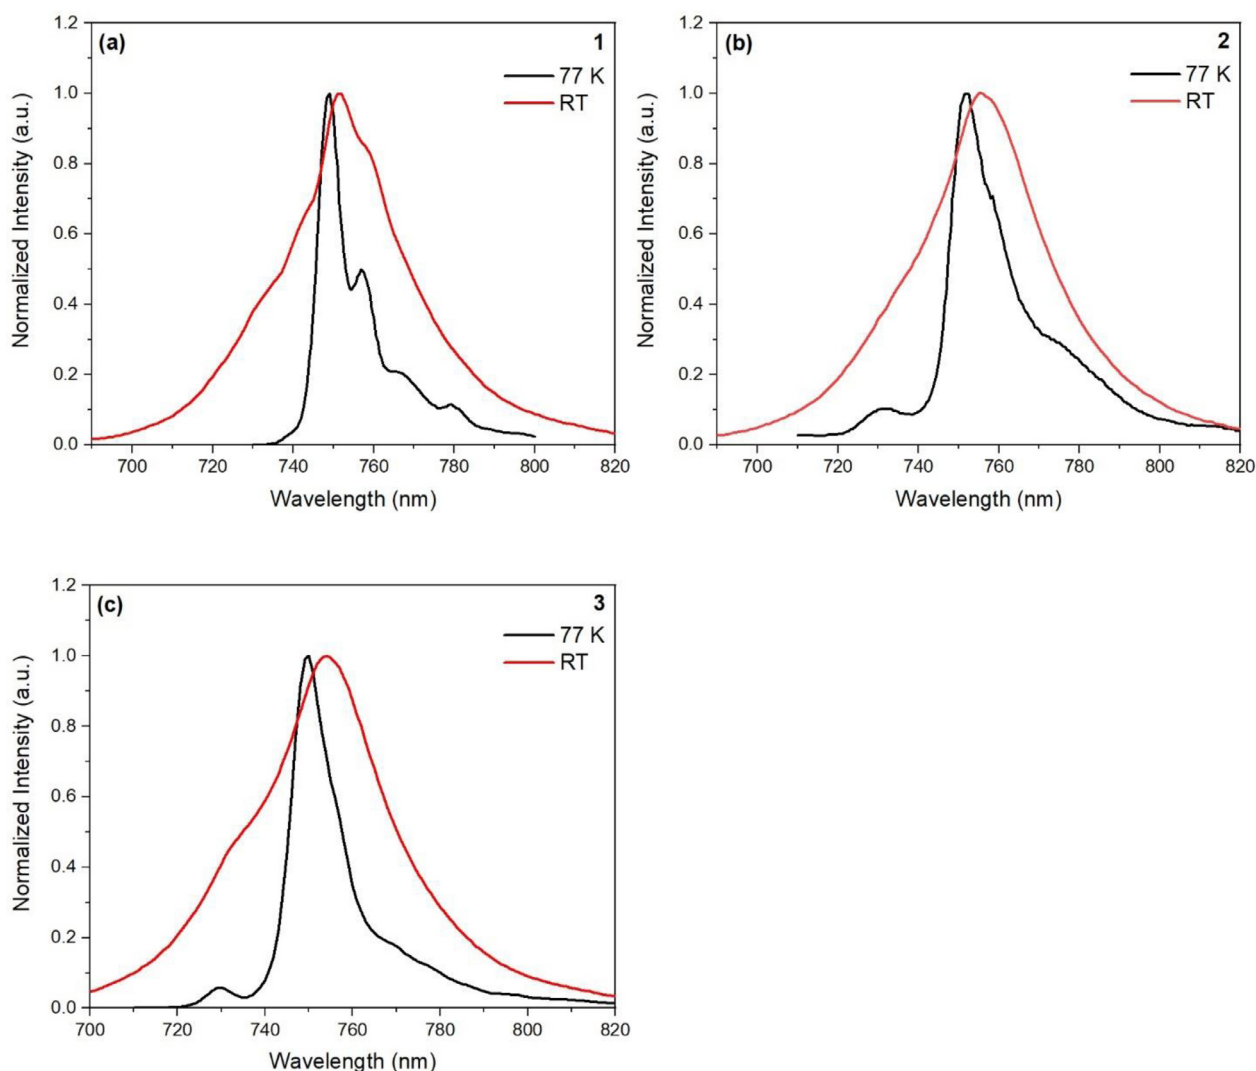 (a) 1
77 K
RT
Normalized Intensity (a.u.)
1.2
1.0
0.8
0.6
0.4
0.2
0.0
700 720 740 760 780 800 820
Wavelength (nm)
(b) 2
77 K
RT
Normalized Intensity (a.u.)
1.2
1.0
0.8
0.6
0.4
0.2
0.0
700 720 740 760 780 800 820
Wavelength (nm)
(c) 3
77 K
RT
Normalized Intensity (a.u.)
1.2
1.0
0.8
0.6
0.4
0.2
0.0
700 720 740 760 780 800 820
Wavelength (nm)